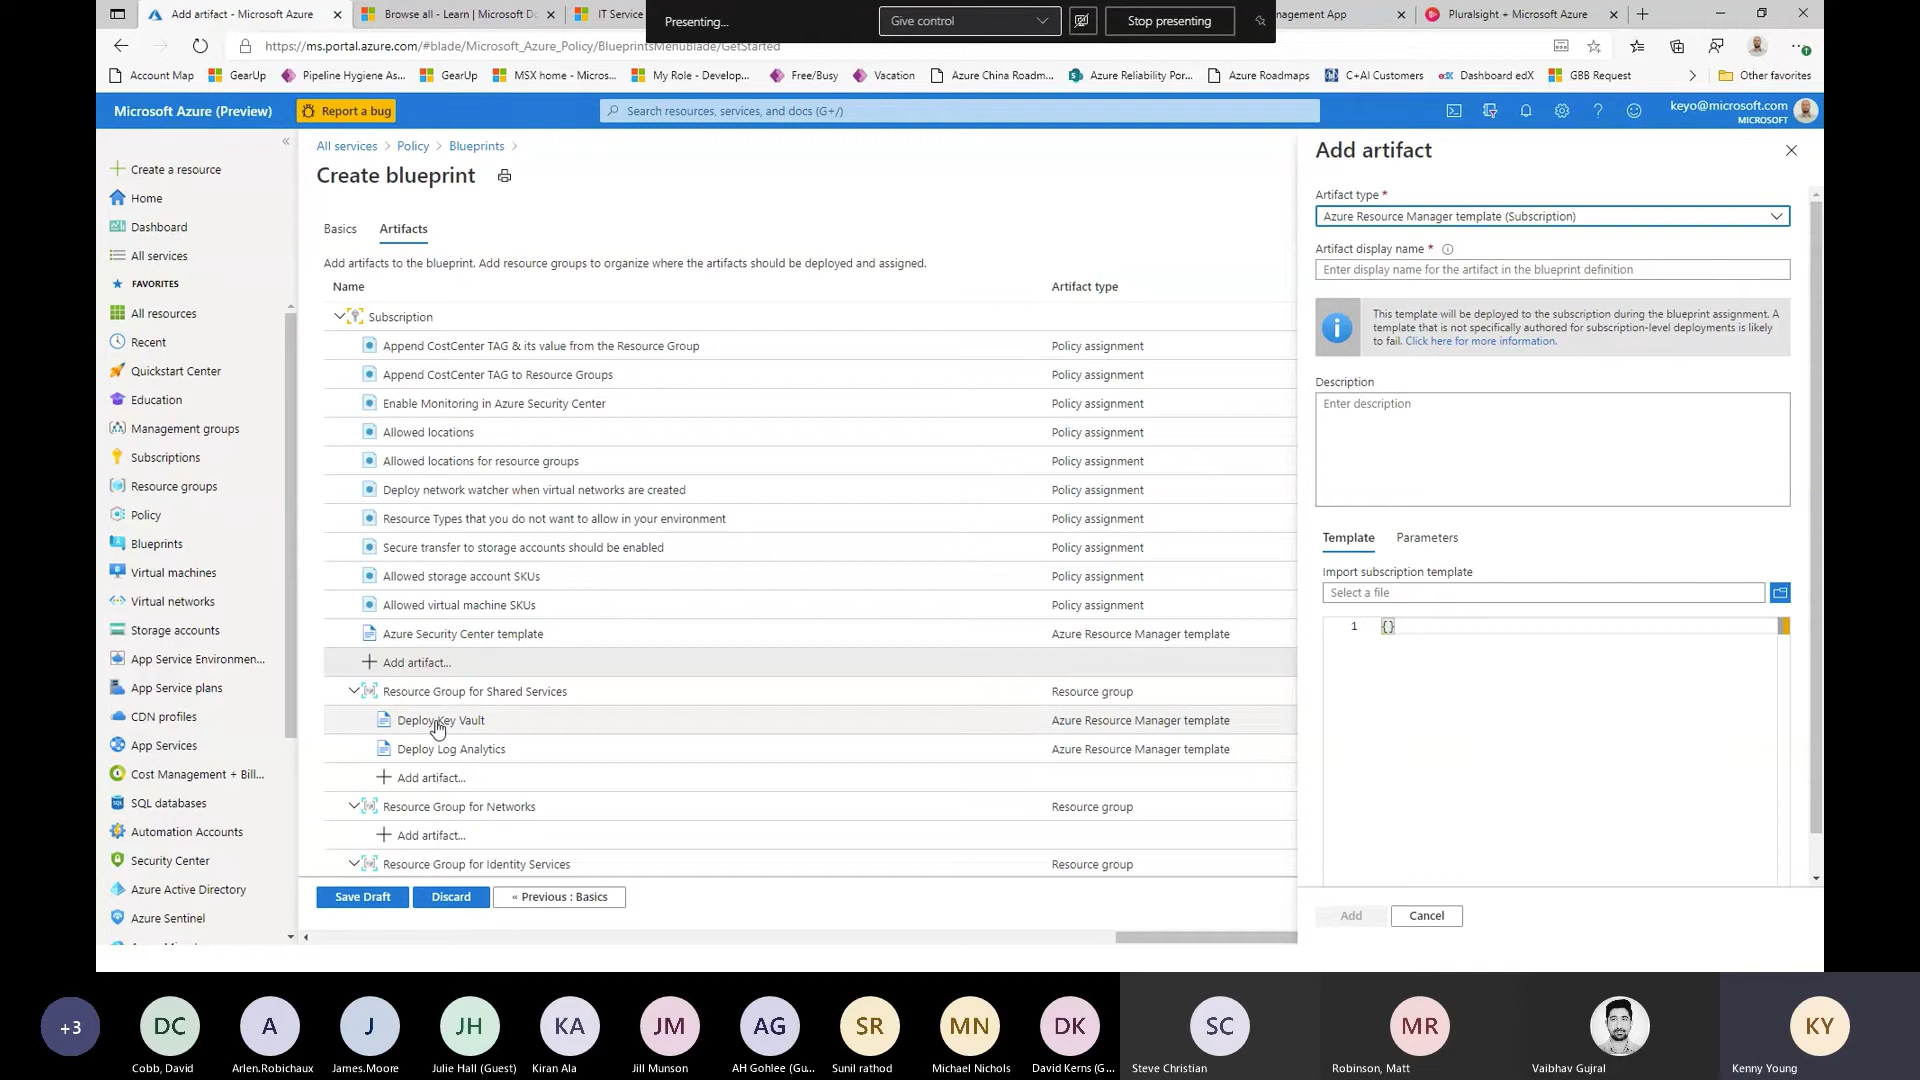 Add artifact - Microsoft Azure
Browse all - Learn | Microsoft Do
IT Service
Presenting...
Give control
Stop presenting
nagement App
Pluralsight + Microsoft Azure
https://ms.portal.azure.com/#blade/Microsoft_Azure_Policy/BlueprintsMenuBlade/GetStarted
Account Map
GearUp
Pipeline Hygiene As...
GearUp
MSX home - Micros...
My Role - Develop...
Free/Busy
Vacation
Azure China Roadm...
Azure Reliability Por...
Azure Roadmaps
C+AI Customers
edX
Dashboard edX
GBB Request
Other favorites
Microsoft Azure (Preview)
Report a bug
Search resources, services, and docs (G+/)
keyo@microsoft.com
MICROSOFT
Create a resource
Home
Dashboard
All services
FAVORITES
All resources
Recent
Quickstart Center
Education
Management groups
Subscriptions
Resource groups
Policy
Blueprints
Virtual machines
Virtual networks
Storage accounts
App Service Environmen...
App Service plans
CDN profiles
App Services
Cost Management + Bill...
SQL databases
Automation Accounts
Security Center
Azure Active Directory
Azure Sentinel
All services > Policy > Blueprints >
Create blueprint
Basics
Artifacts
Add artifacts to the blueprint. Add resource groups to organize where the artifacts should be deployed and assigned.
Name
Artifact type
Subscription
Append CostCenter TAG & its value from the Resource Group
Policy assignment
Append CostCenter TAG to Resource Groups
Policy assignment
Enable Monitoring in Azure Security Center
Policy assignment
Allowed locations
Policy assignment
Allowed locations for resource groups
Policy assignment
Deploy network watcher when virtual networks are created
Policy assignment
Resource Types that you do not want to allow in your environment
Policy assignment
Secure transfer to storage accounts should be enabled
Policy assignment
Allowed storage account SKUs
Policy assignment
Allowed virtual machine SKUs
Policy assignment
Azure Security Center template
Azure Resource Manager template
Add artifact...
Resource Group for Shared Services
Resource group
Deploy Key Vault
Azure Resource Manager template
Deploy Log Analytics
Azure Resource Manager template
Add artifact...
Resource Group for Networks
Resource group
Add artifact...
Resource Group for Identity Services
Resource group
Save Draft
Discard
« Previous : Basics
Add artifact
Artifact type *
Azure Resource Manager template (Subscription)
Artifact display name *
Enter display name for the artifact in the blueprint definition
This template will be deployed to the subscription during the blueprint assignment. A
template that is not specifically authored for subscription-level deployments is likely
to fail. Click here for more information.
Description
Enter description
Template
Parameters
Import subscription template
Select a file
1
{}
Add
Cancel
+3
DC
A
J
JH
KA
JM
AG
SR
MN
DK
SC
MR
KY
Cobb, David
Arlen.Robichaux
James.Moore
Julie Hall (Guest)
Kiran Ala
Jill Munson
AH Gohlee (Gu...
Sunil rathod
Michael Nichols
David Kerns (G...
Steve Christian
Robinson, Matt
Vaibhav Gujral
Kenny Young